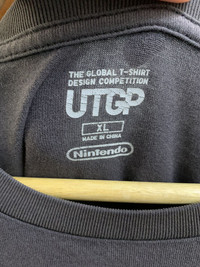 THE GLOBAL T-SHIRT
DESIGN COMPETITION
UTGP
XL
MADE IN CHINA
Nintendo